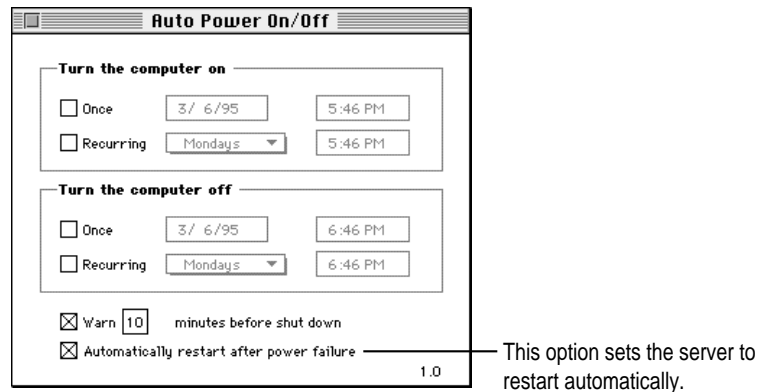 Auto Power On/Off
Turn the computer on
Once 3/ 6/95 5:46 PM
Recurring Mondays 5:46 PM
Turn the computer off
Once 3/ 6/95 6:46 PM
Recurring Mondays 6:46 PM
Warn 10 minutes before shut down
Automatically restart after power failure
1.0
This option sets the server to
restart automatically.